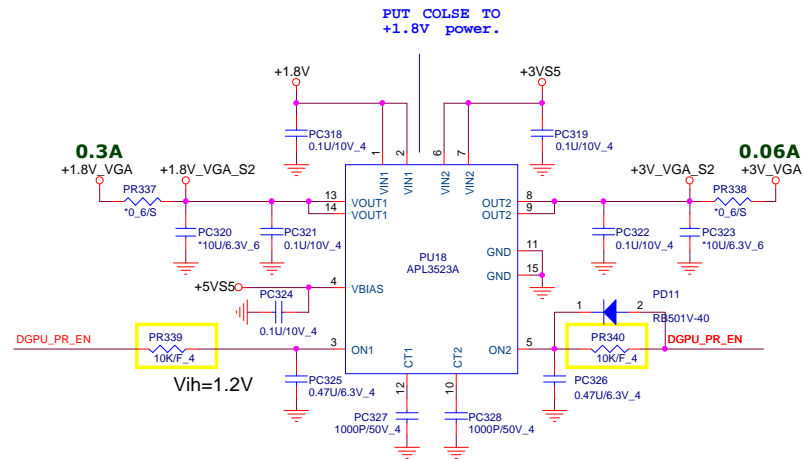 PUT COLSE TO
+1.8V power.
+1.8V
+3VS5
PC318
0.1U/10V_4
PC319
0.1U/10V_4
1
2
6
7
VIN1
VIN1
VIN2
VIN2
0.3A
+1.8V_VGA
+1.8V_VGA_S2
PR337
*0_6/S
PC320
*10U/6.3V_6
PC321
0.1U/10V_4
13
14
VOUT1
VOUT1
0.06A
+3V_VGA_S2
+3V_VGA
PR338
*0_6/S
8
9
OUT2
OUT2
PC322
0.1U/10V_4
PC323
*10U/6.3V_6
PU18
APL3523A
GND
GND
11
15
+5VS5
4
VBIAS
PC324
0.1U/10V_4
PD11
1
2
RB501V-40
DGPU_PR_EN
PR339
10K/F_4
3
ON1
ON2
5
PR340
10K/F_4
DGPU_PR_EN
Vih=1.2V
PC325
0.47U/6.3V_4
PC326
0.47U/6.3V_4
CT1
CT2
12
10
PC327
1000P/50V_4
PC328
1000P/50V_4